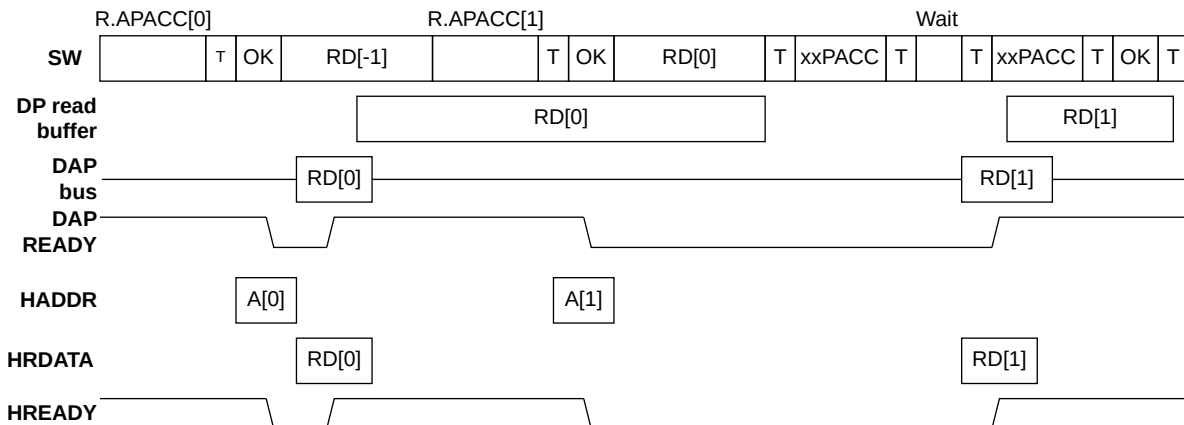 R.APACC[0] R.APACC[1] Wait
SW T OK RD[-1] T OK RD[0] T xxPACC T T xxPACC T OK T
DP read
buffer
RD[0] RD[1]
DAP
bus
RD[0] RD[1]
DAP
READY
HADDR A[0] A[1]
HRDATA RD[0] RD[1]
HREADY